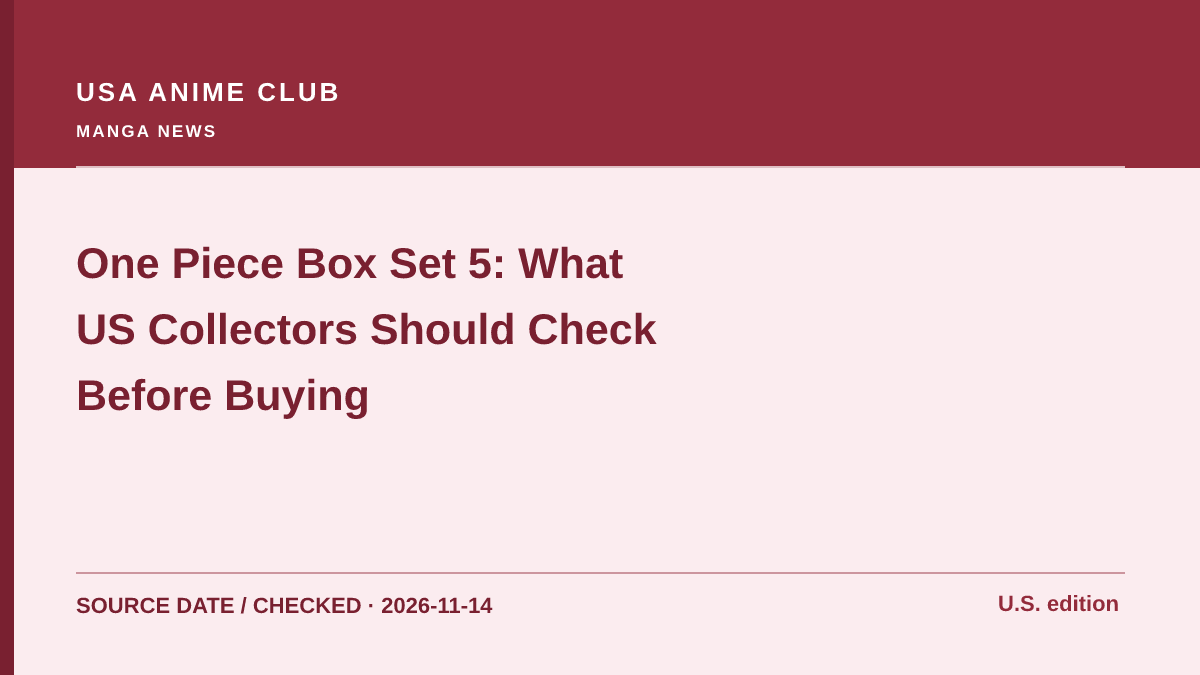 USA ANIME CLUB
MANGA NEWS
One Piece Box Set 5: What
US Collectors Should Check
Before Buying
SOURCE DATE / CHECKED · 2026-11-14
U.S. edition